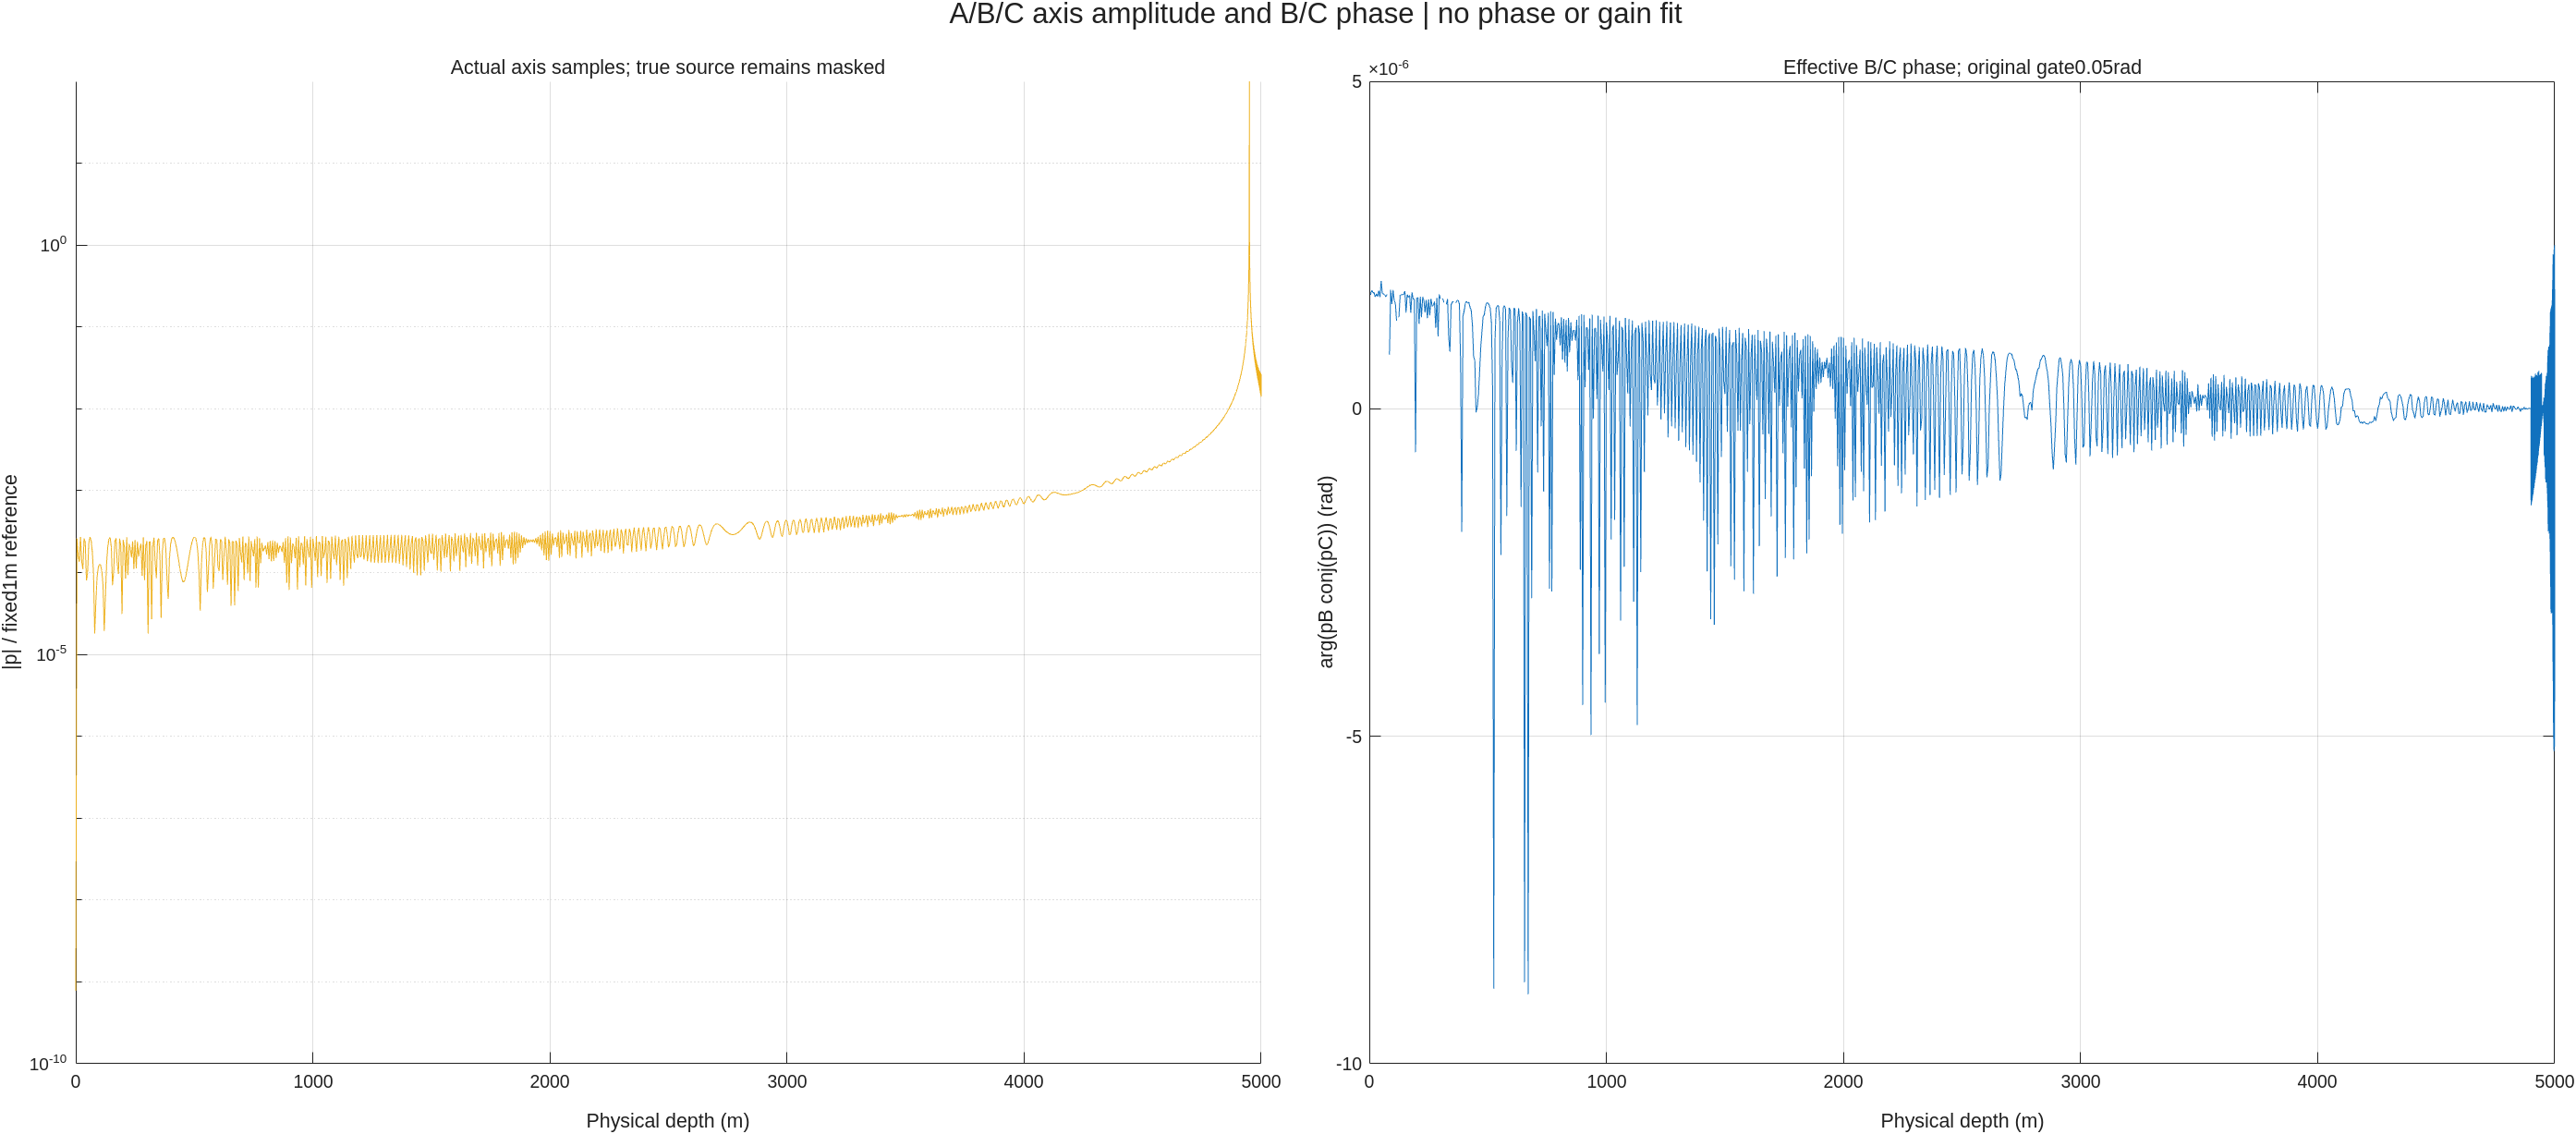 A/B/C axis amplitude and B/C phase | no phase or gain fit
Actual axis samples; true source remains masked
|p| / fixed1m reference
10^0
10^-5
10^-10
0 1000 2000 3000 4000 5000
Physical depth (m)
Effective B/C phase; original gate0.05rad
×10^-6
arg(pB conj(pC)) (rad)
5
0
-5
-10
0 1000 2000 3000 4000 5000
Physical depth (m)